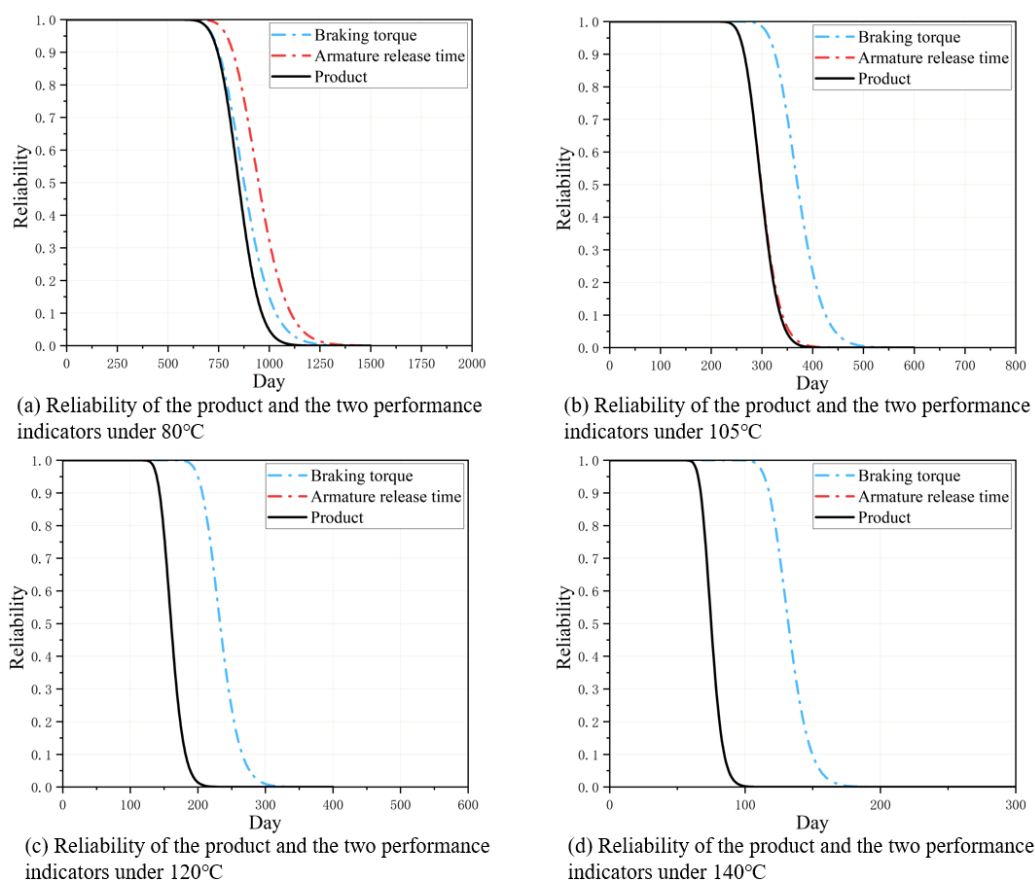 1. 0
0. 9
0. 8
0. 7
0. 6
0. 5
0. 4
0. 3
0. 2
0. 1
0. 0
Reliability
Braking torque
Armature release time
Product
0 250 500 750 1000 1250 1500 1750 2000
Day
(a) Reliability of the product and the two performance
indicators under 80℃
1. 0
0. 9
0. 8
0. 7
0. 6
0. 5
0. 4
0. 3
0. 2
0. 1
0. 0
Reliability
Braking torque
Armature release time
Product
0 100 200 300 400 500 600 700 800
Day
(b) Reliability of the product and the two performance
indicators under 105℃
1. 0
0. 9
0. 8
0. 7
0. 6
0. 5
0. 4
0. 3
0. 2
0. 1
0. 0
Reliability
Braking torque
Armature release time
Product
0 100 200 300 400 500 600
Day
(c) Reliability of the product and the two performance
indicators under 120℃
1. 0
0. 9
0. 8
0. 7
0. 6
0. 5
0. 4
0. 3
0. 2
0. 1
0. 0
Reliability
Braking torque
Armature release time
Product
0 100 200 300
Day
(d) Reliability of the product and the two performance
indicators under 140℃